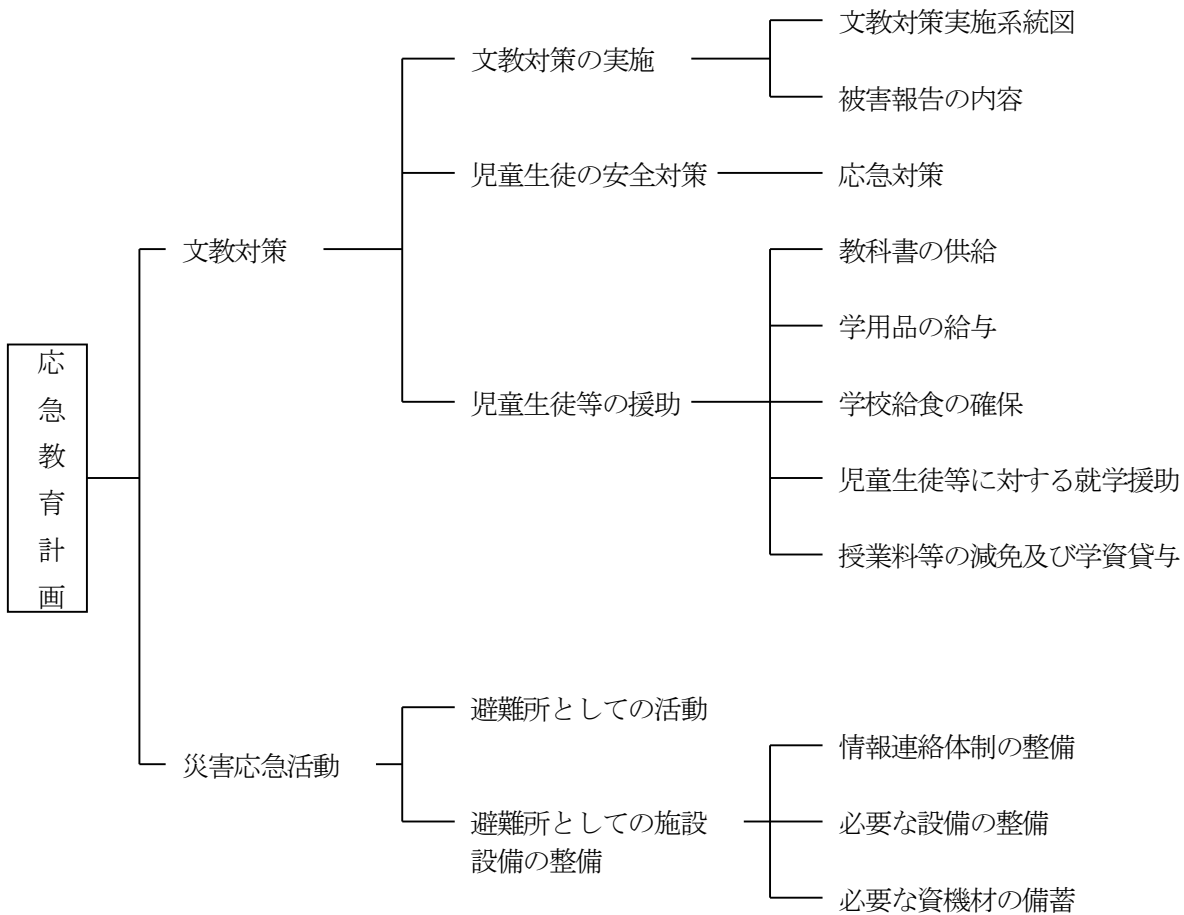 応急教育計画
文教対策
文教対策の実施
文教対策実施系統図
被害報告の内容
児童生徒の安全対策
応急対策
児童生徒等の援助
教科書の供給
学用品の給与
学校給食の確保
児童生徒等に対する就学援助
授業料等の減免及び学資貸与
災害応急活動
避難所としての活動
避難所としての施設
設備の整備
情報連絡体制の整備
必要な設備の整備
必要な資機材の備蓄